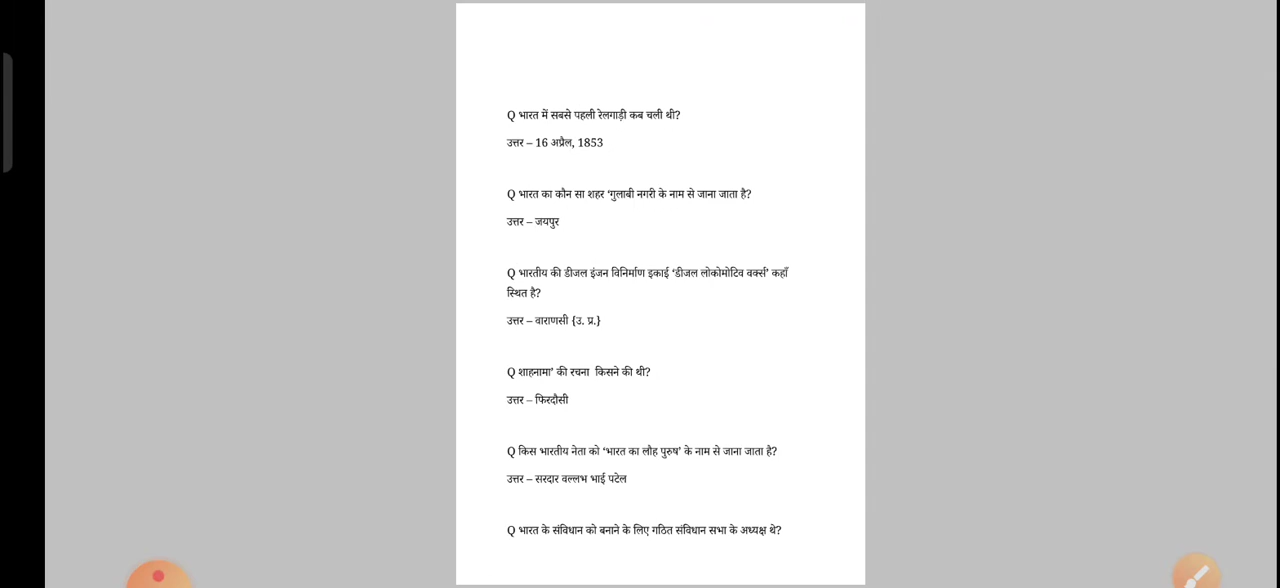 Q भारत में सबसे पहली रेलगाड़ी कब चली थी?
उत्तर – 16 अप्रैल, 1853
Q भारत का कौन सा शहर ‘गुलाबी नगरी के नाम से जाना जाता है?
उत्तर – जयपुर
Q भारतीय की डीजल इंजन विनिर्माण इकाई ‘डीजल लोकोमोटिव वर्क्स’ कहाँ
स्थित है?
उत्तर – वाराणसी {उ. प्र.}
Q शाहनामा’ की रचना  किसने की थी?
उत्तर – फिरदौसी
Q किस भारतीय नेता को ‘भारत का लौह पुरुष’ के नाम से जाना जाता है?
उत्तर – सरदार वल्लभ भाई पटेल
Q भारत के संविधान को बनाने के लिए गठित संविधान सभा के अध्यक्ष थे?